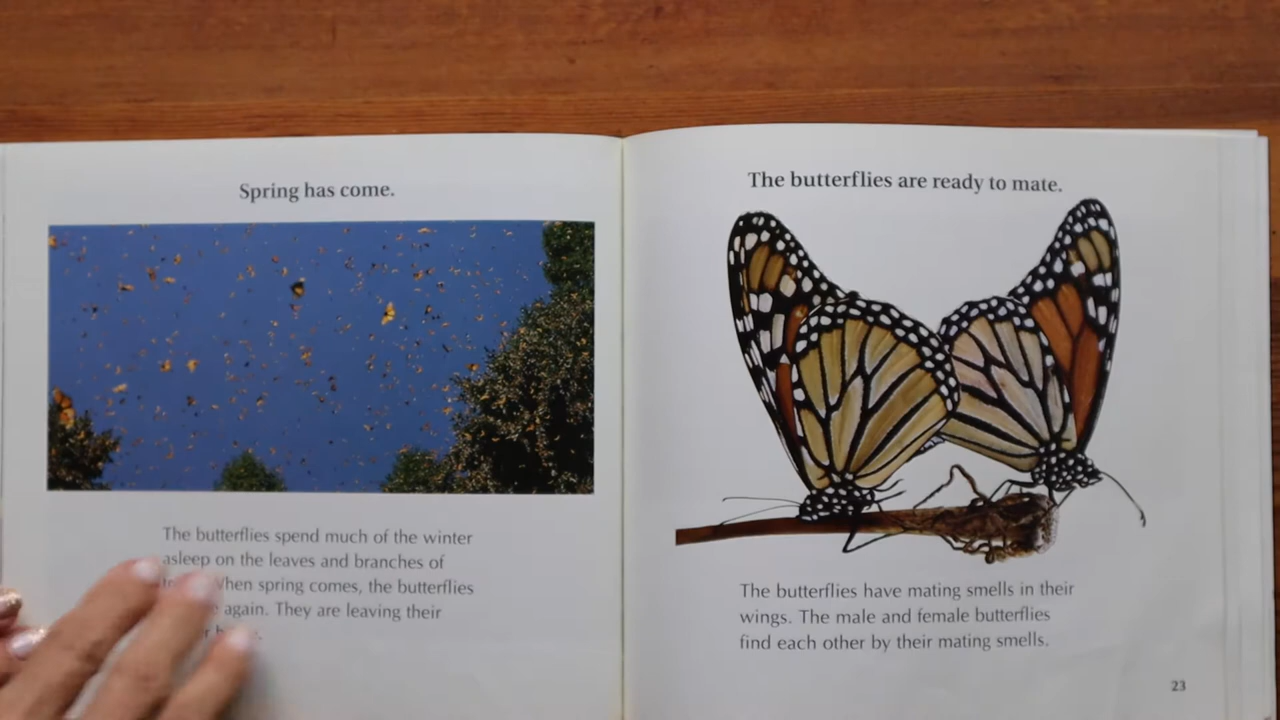 Spring has come.
The butterflies spend much of the winter
asleep on the leaves and branches of
When spring comes, the butterflies
again. They are leaving their
The butterflies are ready to mate.
The butterflies have mating smells in their
wings. The male and female butterflies
find each other by their mating smells.
23